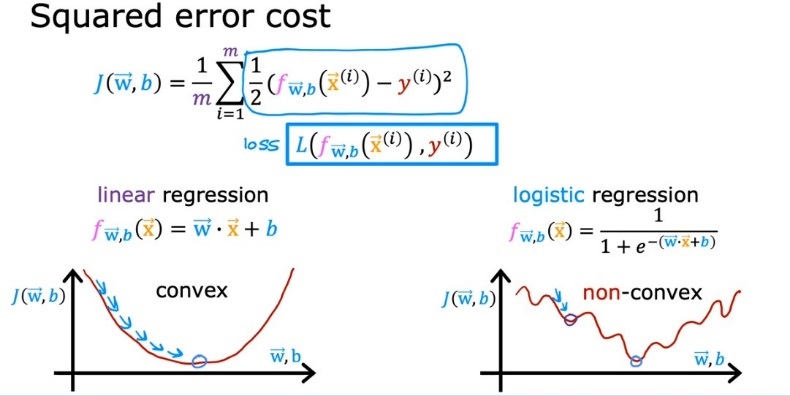 Squared error cost
J(w⃗, b) = 1/m ∑_{i=1}^{m} 1/2 (f_{w⃗,b}(x⃗^{(i)}) − y^{(i)})²
loss L(f_{w⃗,b}(x⃗^{(i)}), y^{(i)})
linear regression
f_{w⃗,b}(x⃗) = w⃗ · x⃗ + b
J(w⃗, b)
convex
w⃗, b
logistic regression
f_{w⃗,b}(x⃗) = 1/(1 + e^{−(w⃗·x⃗+b)})
J(w⃗, b)
non-convex
w⃗, b